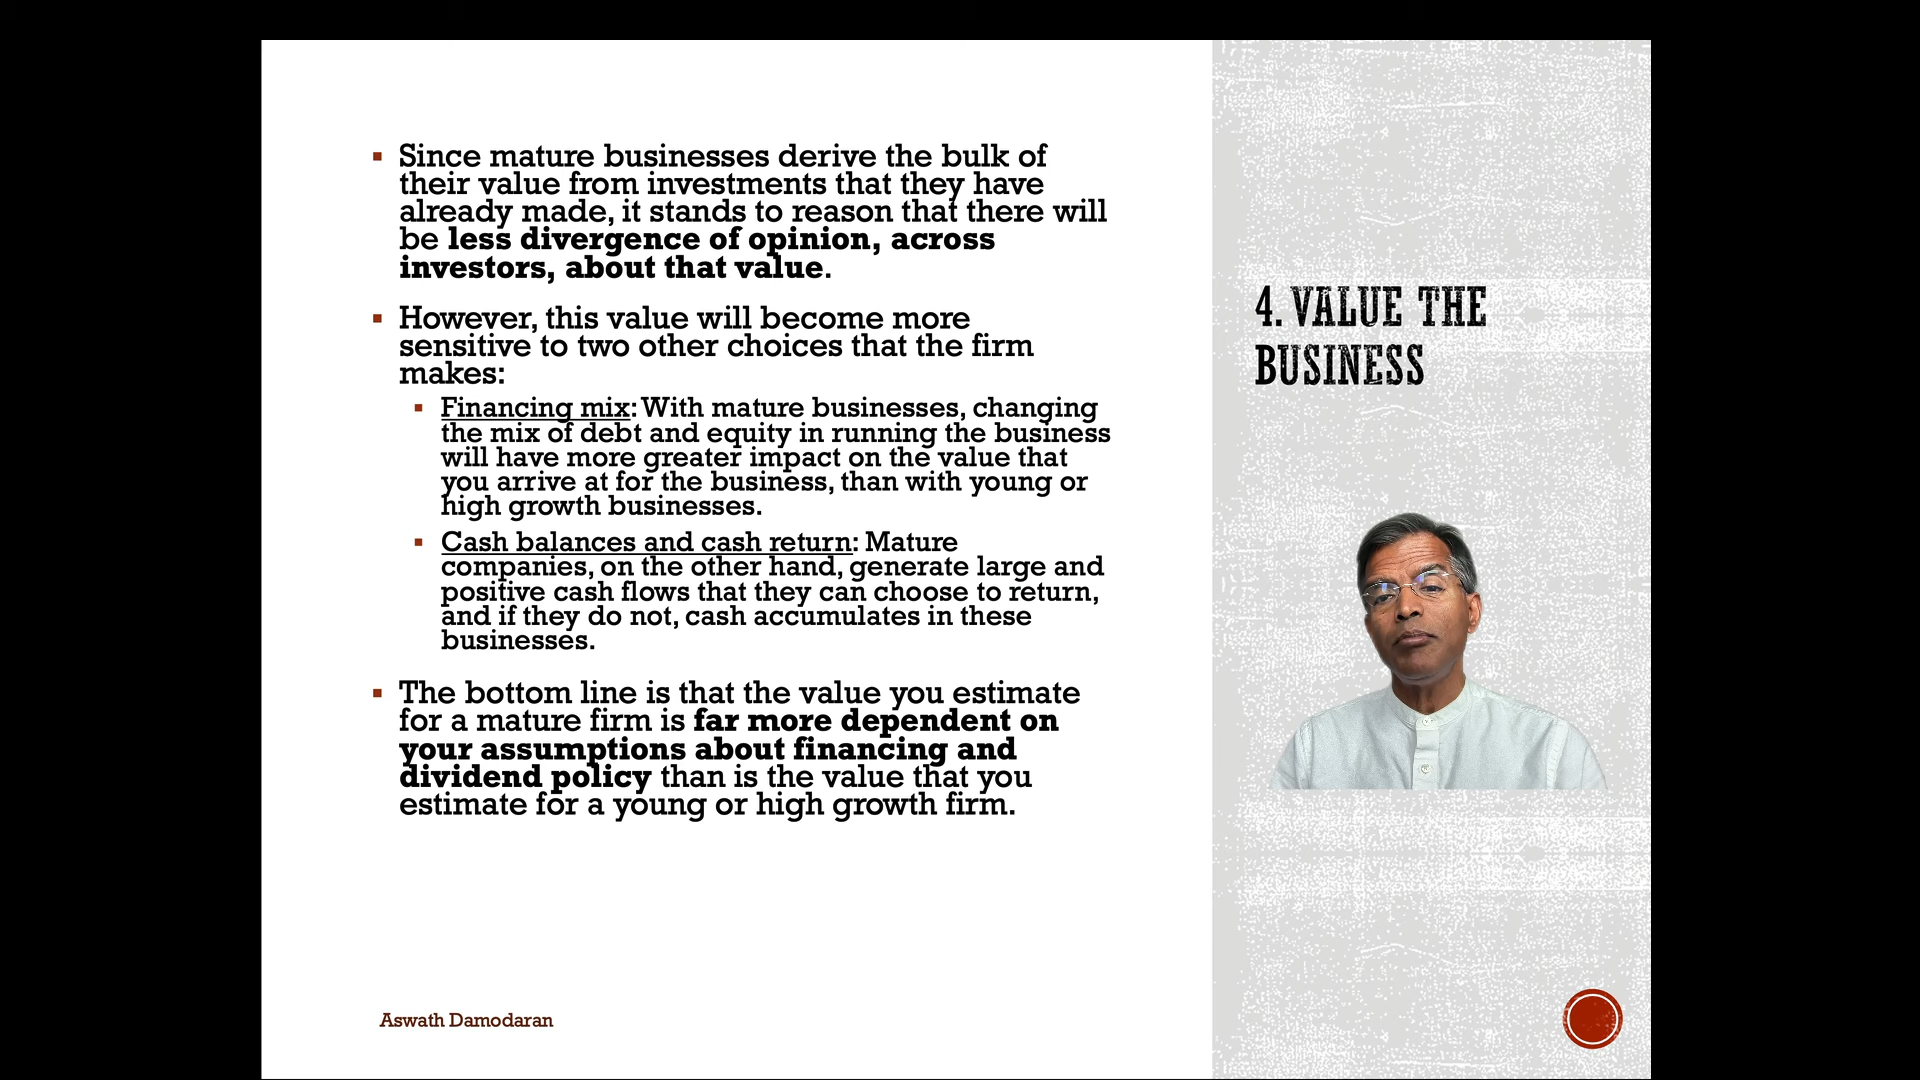 Since mature businesses derive the bulk of
their value from investments that they have
already made, it stands to reason that there will
be less divergence of opinion, across
investors, about that value.
However, this value will become more
sensitive to two other choices that the firm
makes:
Financing mix: With mature businesses, changing
the mix of debt and equity in running the business
will have more greater impact on the value that
you arrive at for the business, than with young or
high growth businesses.
Cash balances and cash return: Mature
companies, on the other hand, generate large and
positive cash flows that they can choose to return,
and if they do not, cash accumulates in these
businesses.
The bottom line is that the value you estimate
for a mature firm is far more dependent on
your assumptions about financing and
dividend policy than is the value that you
estimate for a young or high growth firm.
4. VALUE THE
BUSINESS
Aswath Damodaran